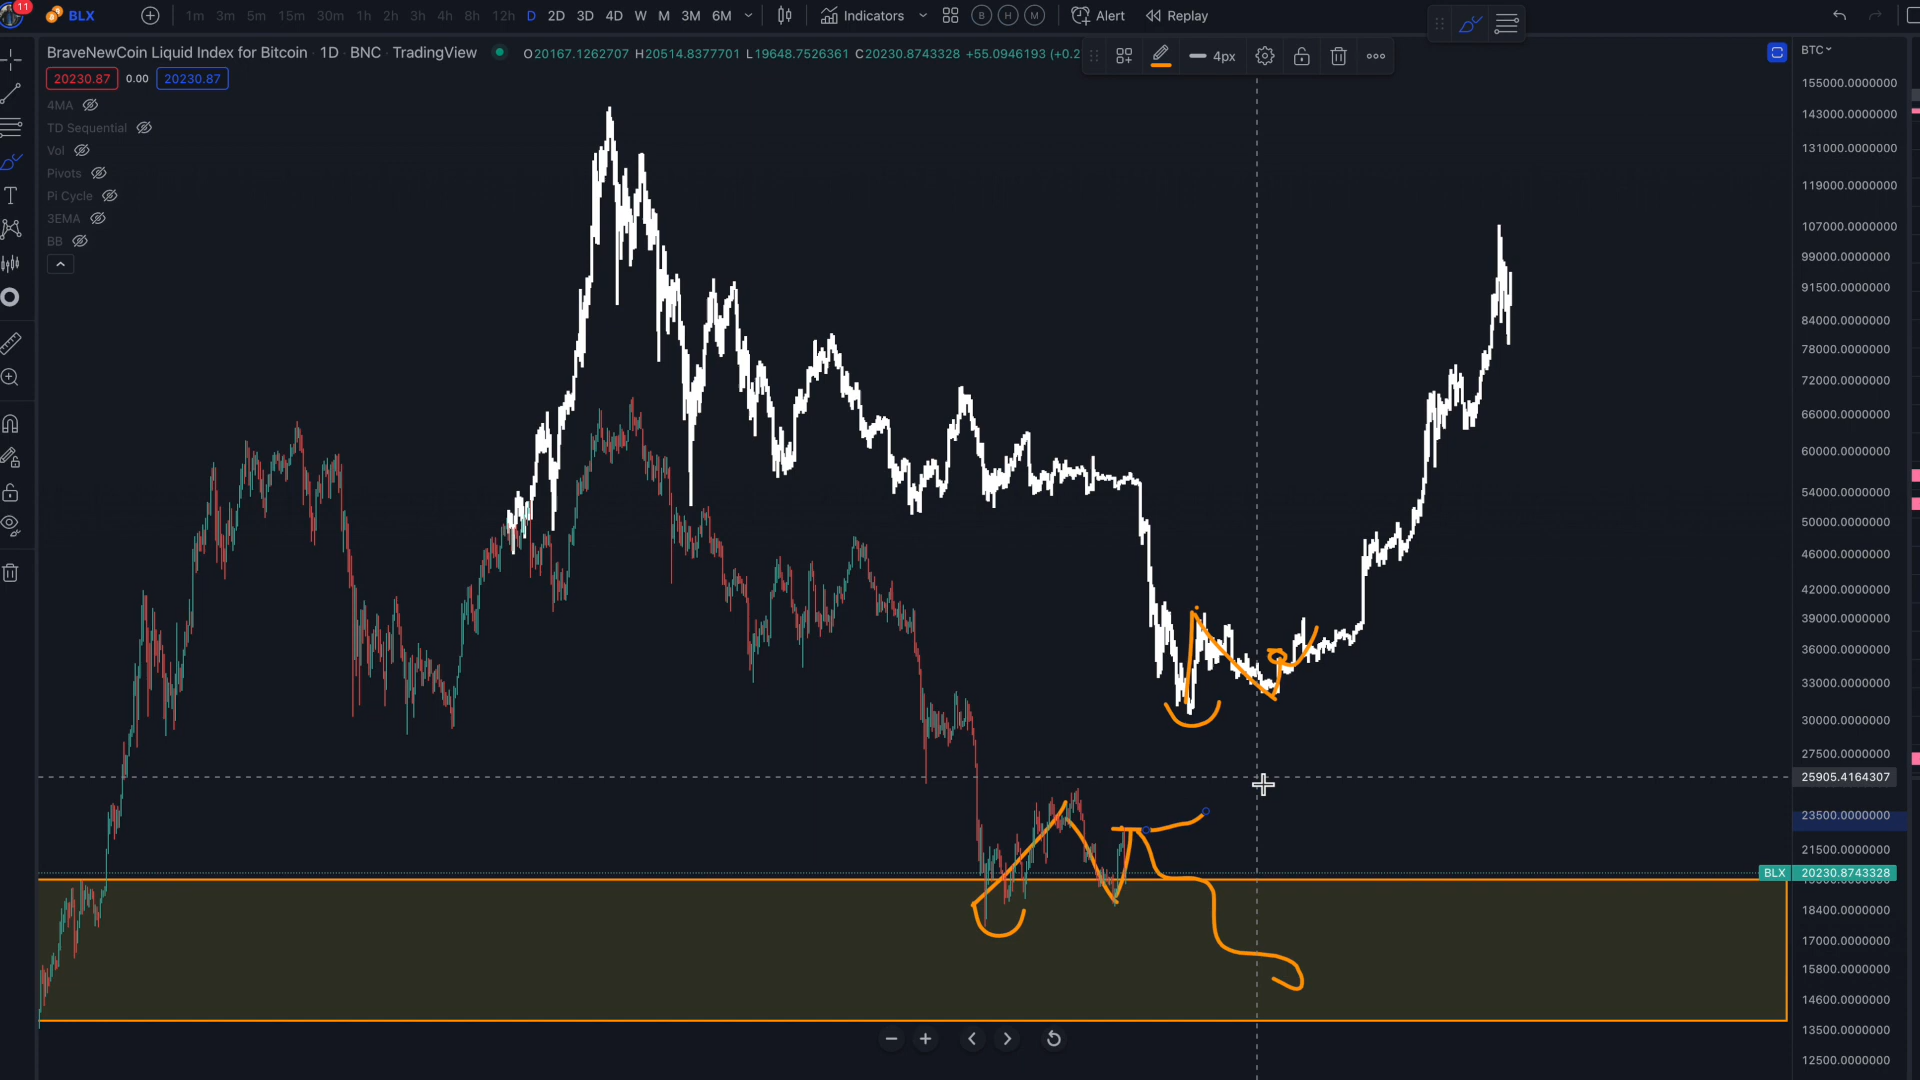 11 BLX 1m 3m 5m 15m 30m 1h 2h 3h 4h 8h 12h D 2D 3D 4D W M 3M 6M Indicators B H M Alert Replay
BraveNewCoin Liquid Index for Bitcoin · 1D · BNC · TradingView O20167.1262707 H20514.8377701 L19648.7526361 C20230.8743328 +55.0946193 (+0.2 4px BTC
20230.87 0.00 20230.87
4MA
TD Sequential
Vol
Pivots
Pi Cycle
3EMA
BB
155000.0000000
143000.0000000
131000.0000000
119000.0000000
107000.0000000
99000.0000000
91500.0000000
84000.0000000
78000.0000000
72000.0000000
66000.0000000
60000.0000000
54000.0000000
50000.0000000
46000.0000000
42000.0000000
39000.0000000
36000.0000000
33000.0000000
30000.0000000
27500.0000000
25905.4164307
23500.0000000
21500.0000000
BLX 20230.8743328
18400.0000000
17000.0000000
15800.0000000
14600.0000000
13500.0000000
12500.0000000